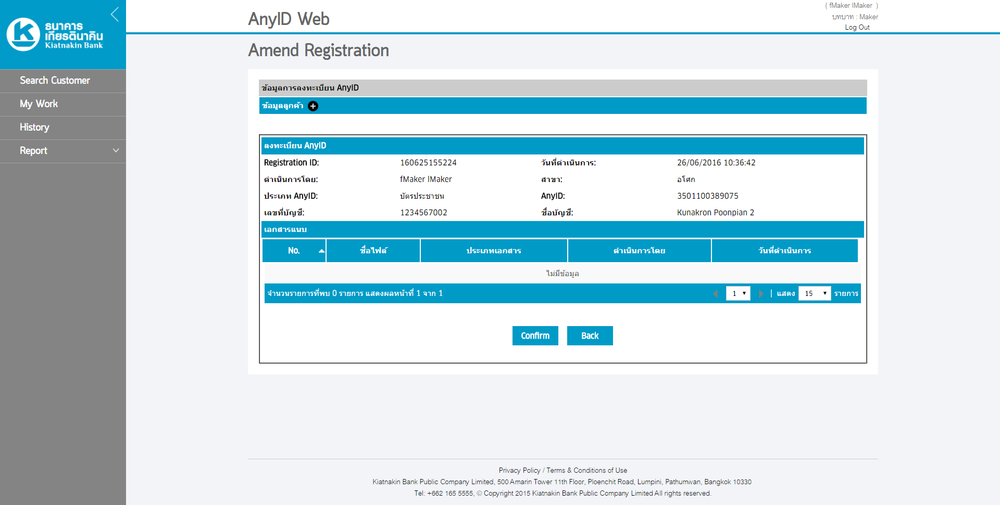 ธนาคาร
เกียรตินาคิน
Kiatnakin Bank
Search Customer
My Work
History
Report
AnyID Web
( fMaker lMaker )
บทบาท : Maker
Log Out
Amend Registration
ข้อมูลการลงทะเบียน AnyID
ข้อมูลลูกค้า
ลงทะเบียน AnyID
Registration ID: 160625155224 วันที่ดำเนินการ: 26/06/2016 10:36:42
ดำเนินการโดย: fMaker lMaker สาขา: อโศก
ประเภท AnyID: บัตรประชาชน AnyID: 3501100389075
เลขที่บัญชี: 1234567002 ชื่อบัญชี: Kunakron Poonpian 2
เอกสารแนบ
No. ชื่อไฟล์ ประเภทเอกสาร ดำเนินการโดย วันที่ดำเนินการ
ไม่มีข้อมูล
จำนวนรายการที่พบ 0 รายการ แสดงผลหน้าที่ 1 จาก 1 1 | แสดง 15 รายการ
Confirm Back
Privacy Policy / Terms & Conditions of Use
Kiatnakin Bank Public Company Limited, 500 Amarin Tower 11th Floor, Ploenchit Road, Lumpini, Pathumwan, Bangkok 10330
Tel: +662 165 5555, © Copyright 2015 Kiatnakin Bank Public Company Limited All rights reserved.